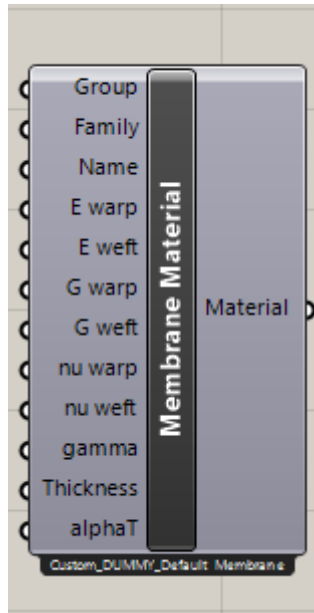 Group
Family
Name
E warp
E weft
G warp
G weft
nu warp
nu weft
gamma
Thickness
alphaT
Membrane Material
Material
Custom_DUMMY_Default Membrane